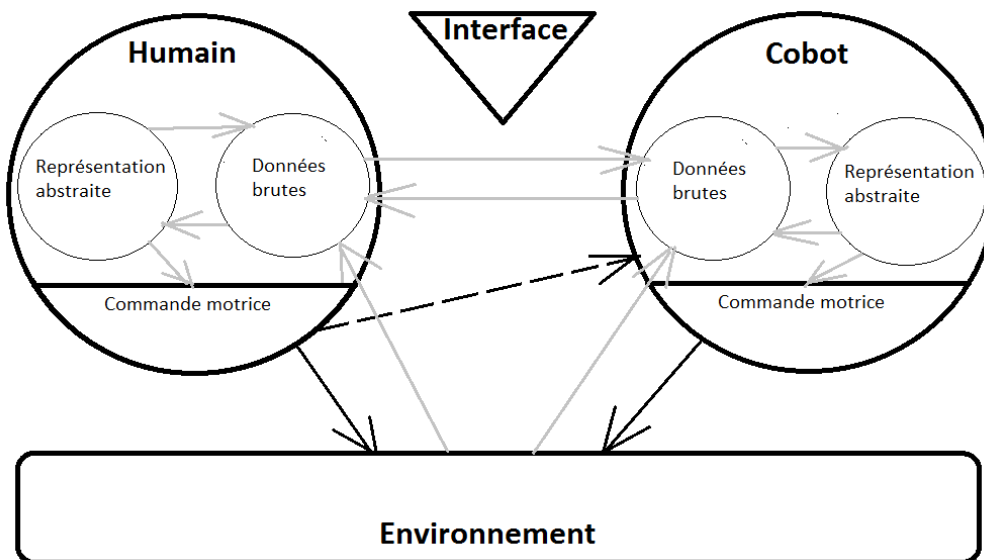 Interface
Humain
Cobot
Représentation
abstraite
Données
brutes
Données
brutes
Représentation
abstraite
Commande motrice
Commande motrice
Environnement